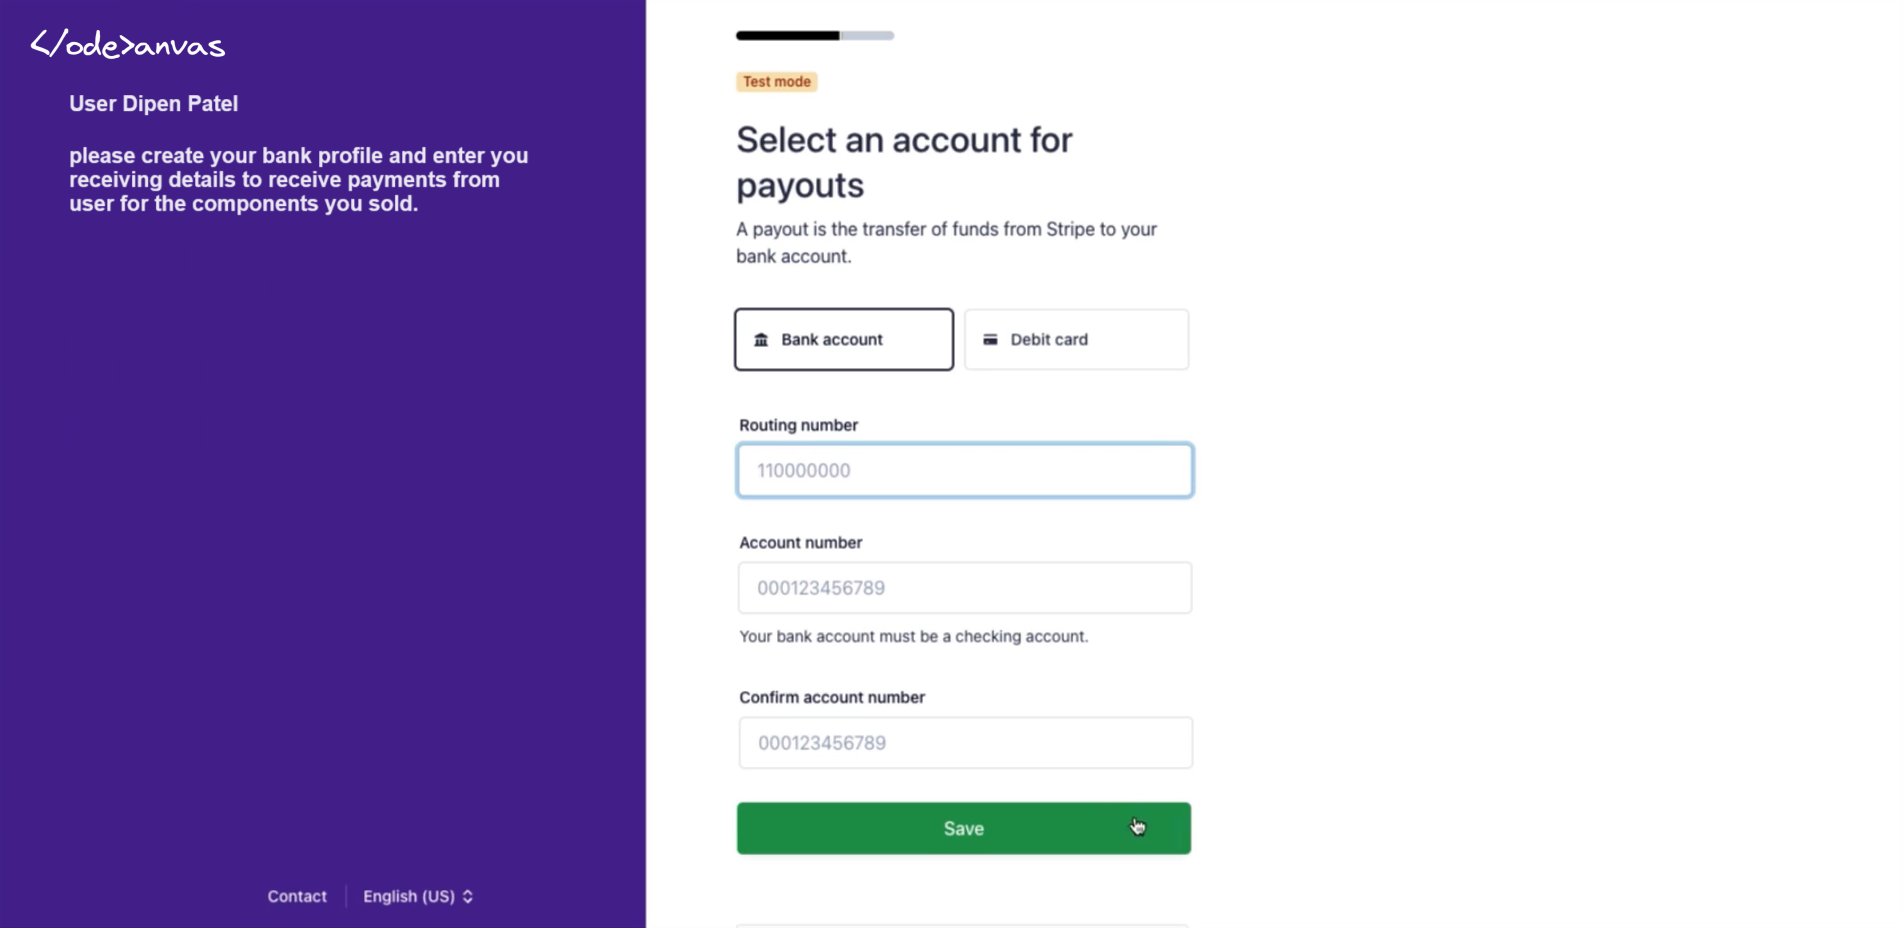 </ode>anvas
User Dipen Patel
please create your bank profile and enter you
receiving details to receive payments from
user for the components you sold.
Contact
English (US)
Test mode
Select an account for
payouts
A payout is the transfer of funds from Stripe to your
bank account.
Bank account
Debit card
Routing number
110000000
Account number
000123456789
Your bank account must be a checking account.
Confirm account number
000123456789
Save